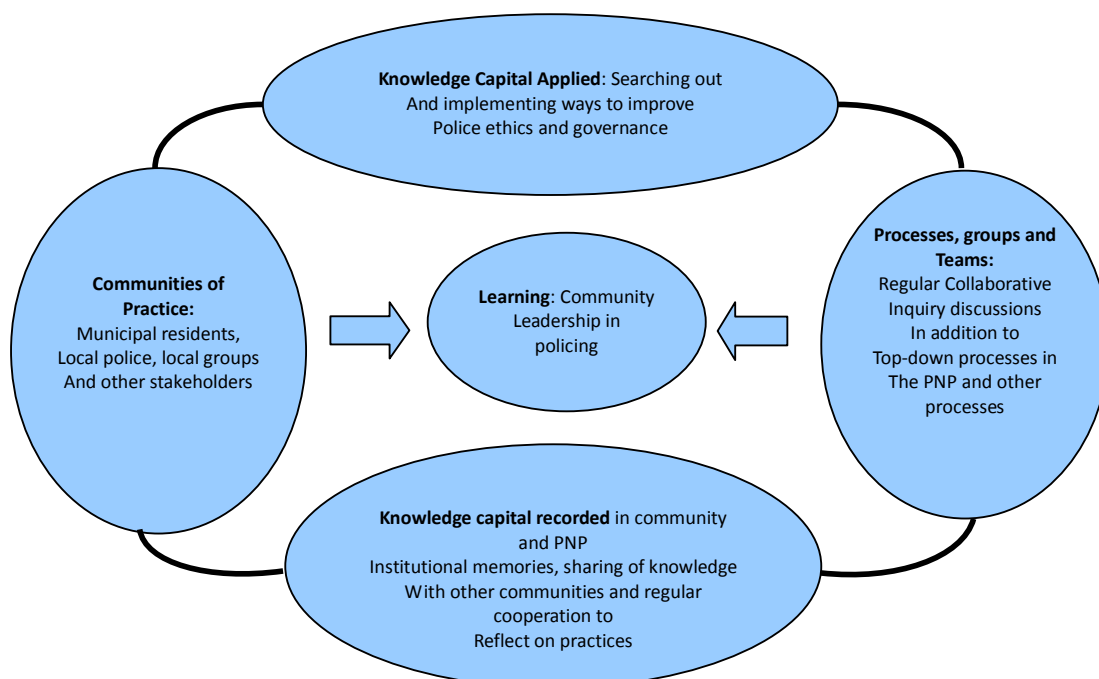 Knowledge Capital Applied: Searching out
And implementing ways to improve
Police ethics and governance
Communities of
Practice:
Municipal residents,
Local police, local groups
And other stakeholders
Learning: Community
Leadership in
policing
Processes, groups and
Teams:
Regular Collaborative
Inquiry discussions
In addition to
Top-down processes in
The PNP and other
processes
Knowledge capital recorded in community
and PNP
Institutional memories, sharing of knowledge
With other communities and regular
cooperation to
Reflect on practices